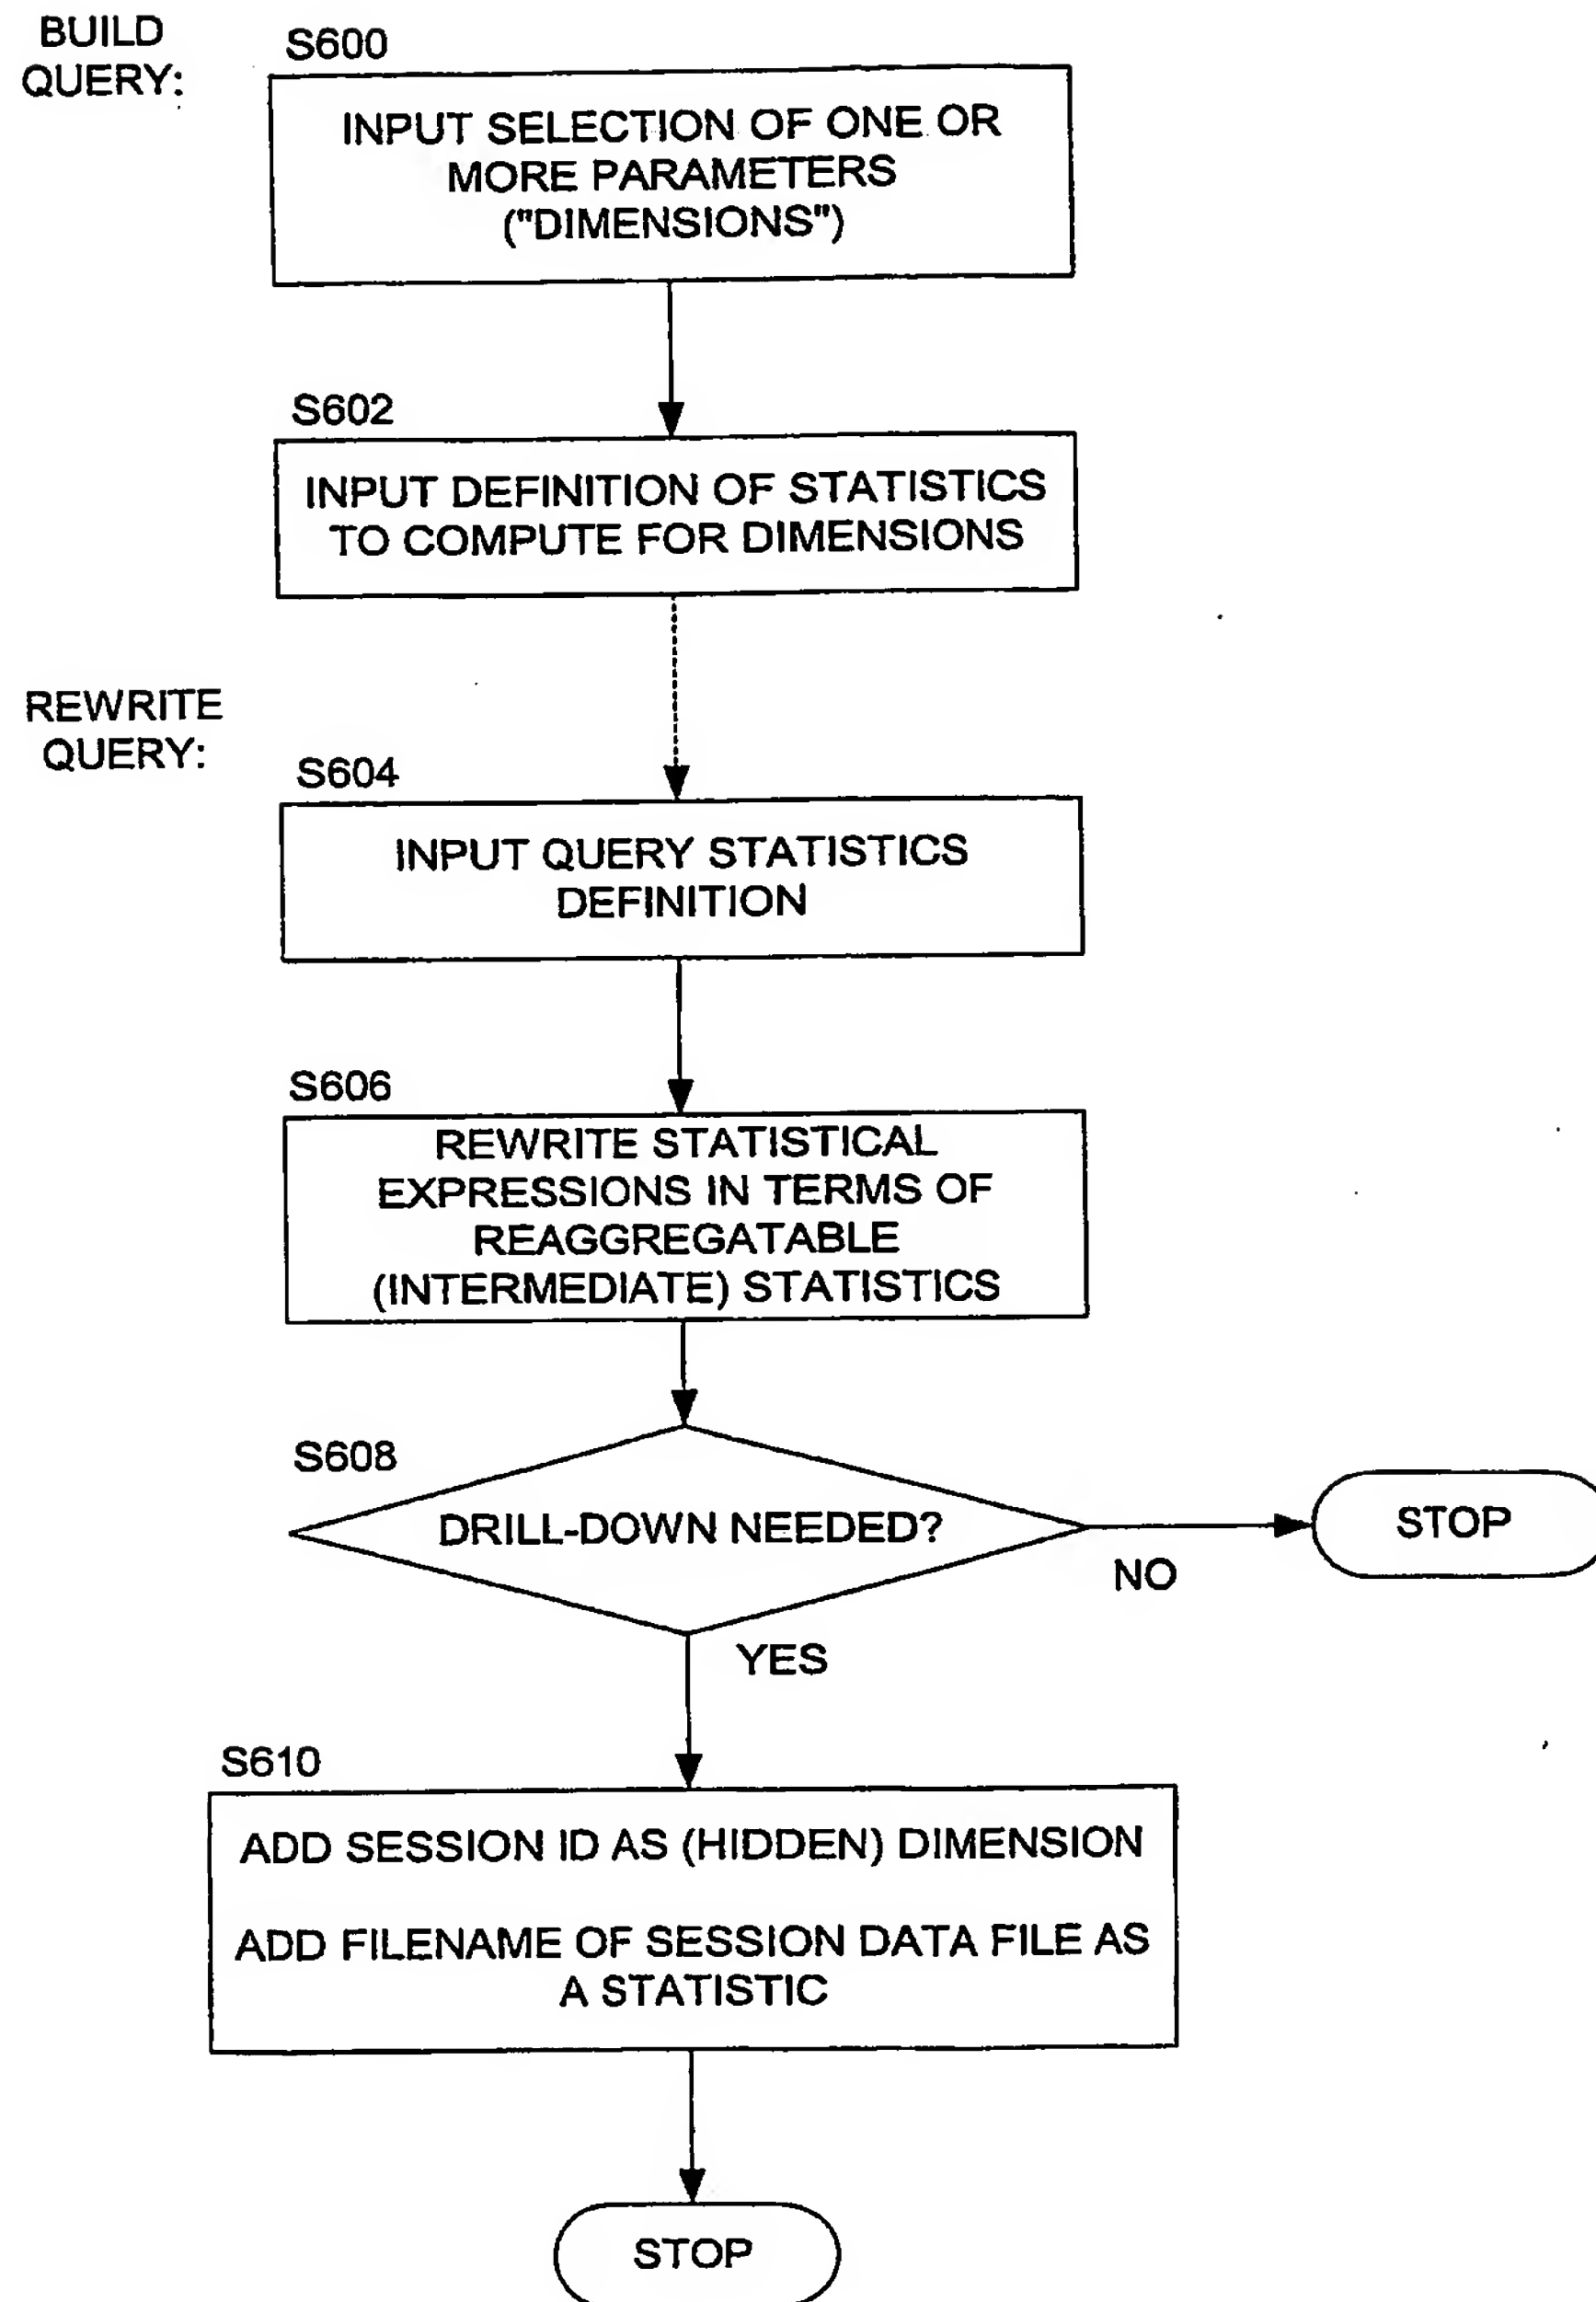 BUILD
QUERY:
S600
INPUT SELECTION OF ONE OR
MORE PARAMETERS
("DIMENSIONS")
S602
INPUT DEFINITION OF STATISTICS
TO COMPUTE FOR DIMENSIONS
REWRITE
QUERY:
S604
INPUT QUERY STATISTICS
DEFINITION
S606
REWRITE STATISTICAL
EXPRESSIONS IN TERMS OF
REAGGREGATABLE
(INTERMEDIATE) STATISTICS
S608
DRILL-DOWN NEEDED?
NO
STOP
YES
S610
ADD SESSION ID AS (HIDDEN) DIMENSION
ADD FILENAME OF SESSION DATA FILE AS
A STATISTIC
STOP